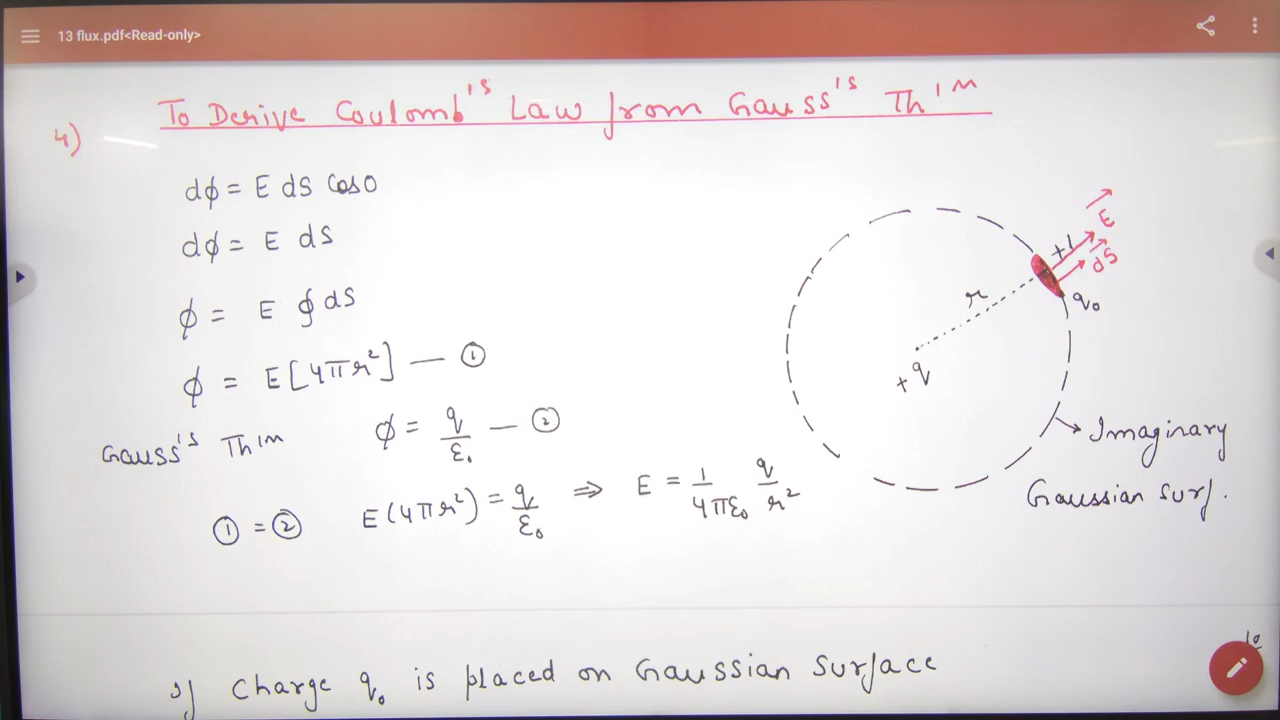 13 flux.pdf<Read-only>
4) To Derive Coulomb's Law from Gauss's Th'm
dϕ = E ds Cos0
dϕ = E ds
ϕ = E ∮ ds
ϕ = E[4πr²] — ①
Gauss's Th'm ϕ = q/ε₀ — ②
① = ② E(4πr²) = q/ε₀ ⇒ E = 1/4πε₀ q/r²
E
+1
ds
r
q₀
+q
Imaginary
Gaussian Surf.
If Charge q₀ is placed on Gaussian Surface